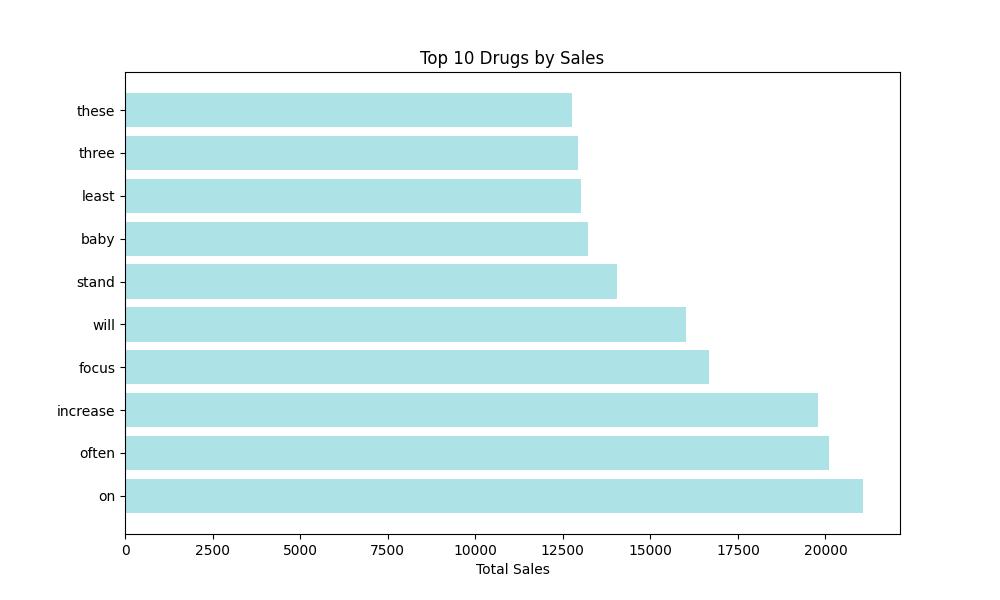 Top 10 Drugs by Sales
these
three
least
baby
stand
will
focus
increase
often
on
0 2500 5000 7500 10000 12500 15000 17500 20000
Total Sales